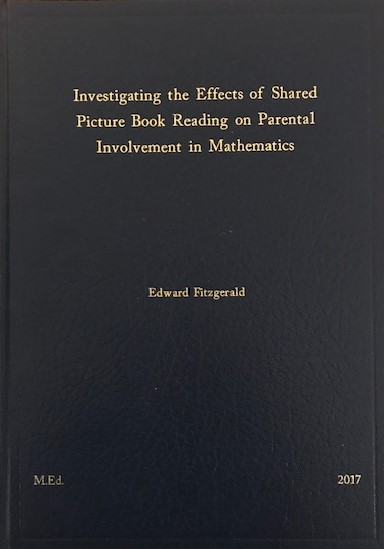 Investigating the Effects of Shared
Picture Book Reading on Parental
Involvement in Mathematics
Edward Fitzgerald
M.Ed.
2017